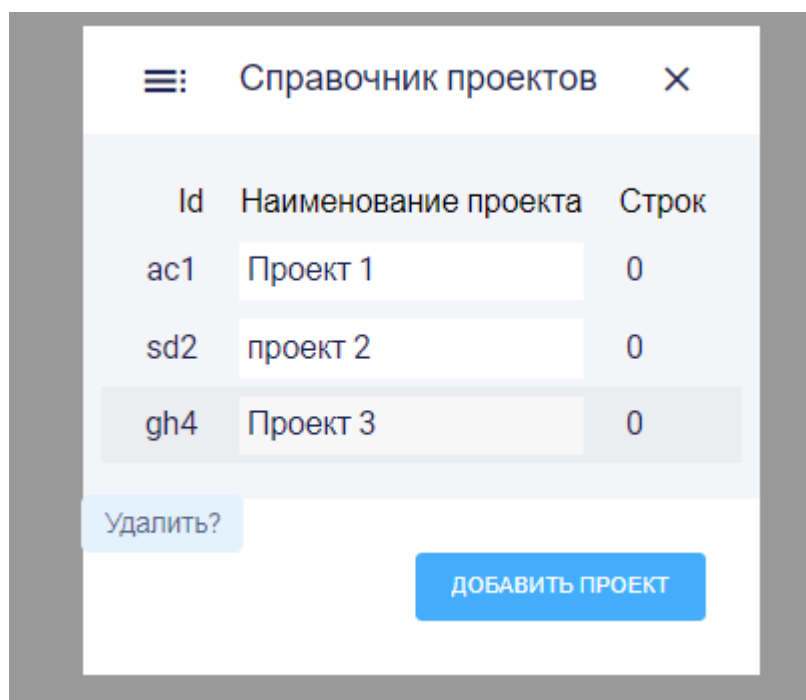 Справочник проектов
Id Наименование проекта Строк
ac1 Проект 1 0
sd2 проект 2 0
gh4 Проект 3 0
Удалить?
ДОБАВИТЬ ПРОЕКТ